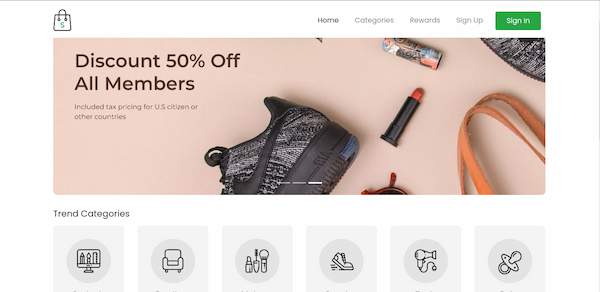 S
Home Categories Rewards Sign Up Sign In
Discount 50% Off
All Members
Included tax pricing for U.S citizen or
other countries
Trend Categories